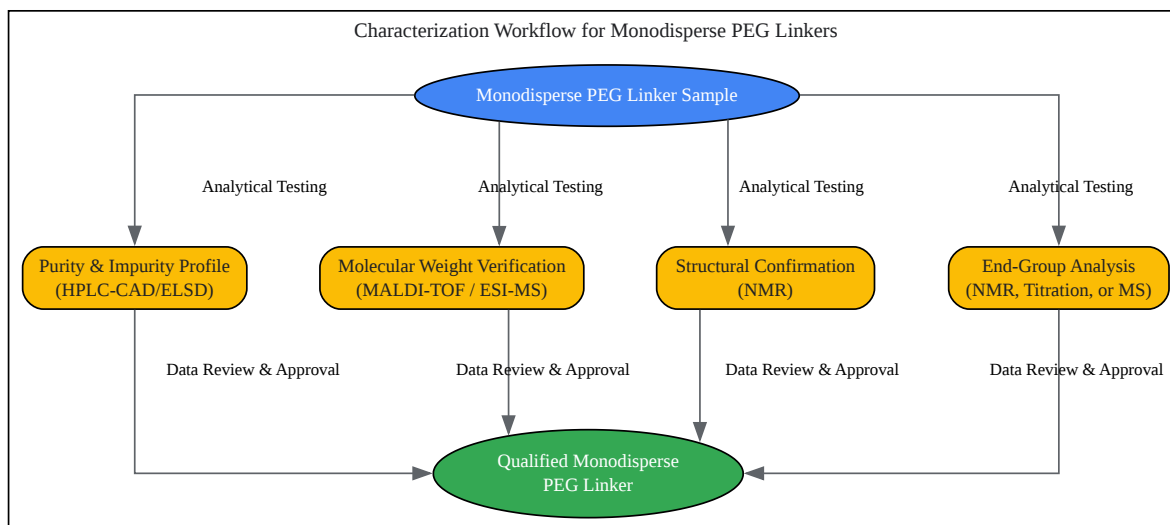 Characterization Workflow for Monodisperse PEG Linkers
Monodisperse PEG Linker Sample
Analytical Testing
Analytical Testing
Analytical Testing
Analytical Testing
Purity & Impurity Profile
(HPLC-CAD/ELSD)
Molecular Weight Verification
(MALDI-TOF / ESI-MS)
Structural Confirmation
(NMR)
End-Group Analysis
(NMR, Titration, or MS)
Data Review & Approval
Data Review & Approval
Data Review & Approval
Data Review & Approval
Qualified Monodisperse
PEG Linker